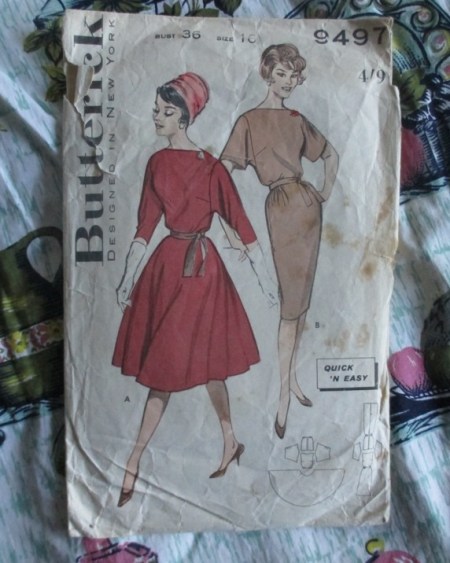 Butterick
DESIGNED IN NEW YORK
BUST 36 SIZE 16
9497
4/9
A
B
QUICK
'N EASY